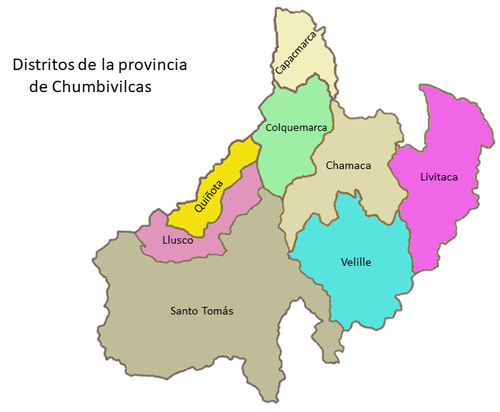 Distritos de la provincia
de Chumbivilcas
Capacmarca
Colquemarca
Chamaca
Livitaca
Quiñota
Llusco
Velille
Santo Tomás